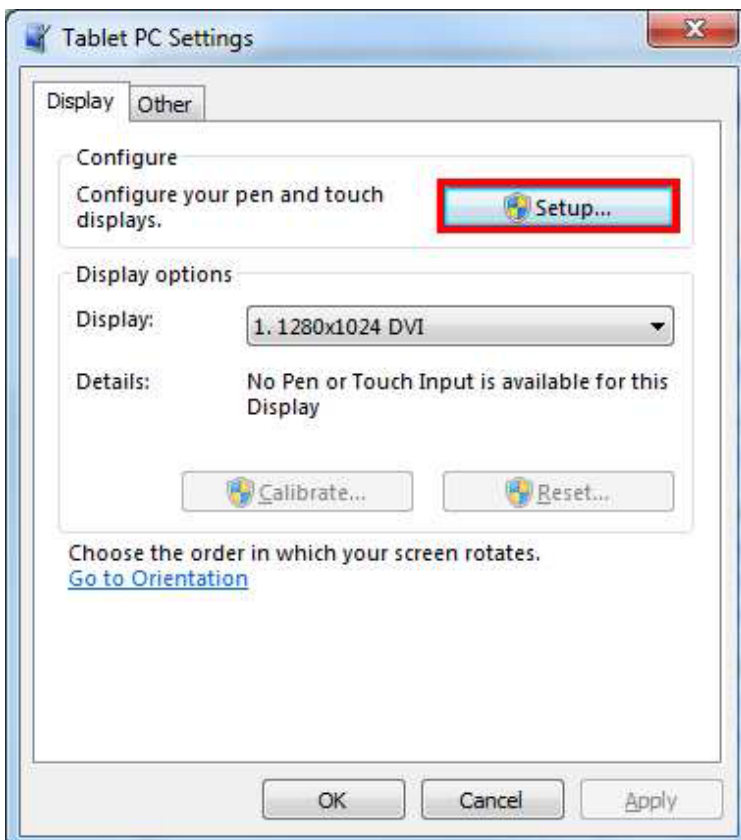 Tablet PC Settings
Display
Other
Configure
Configure your pen and touch
displays.
Setup...
Display options
Display:
1. 1280x1024 DVI
Details:
No Pen or Touch Input is available for this
Display
Calibrate...
Reset...
Choose the order in which your screen rotates.
Go to Orientation
OK
Cancel
Apply